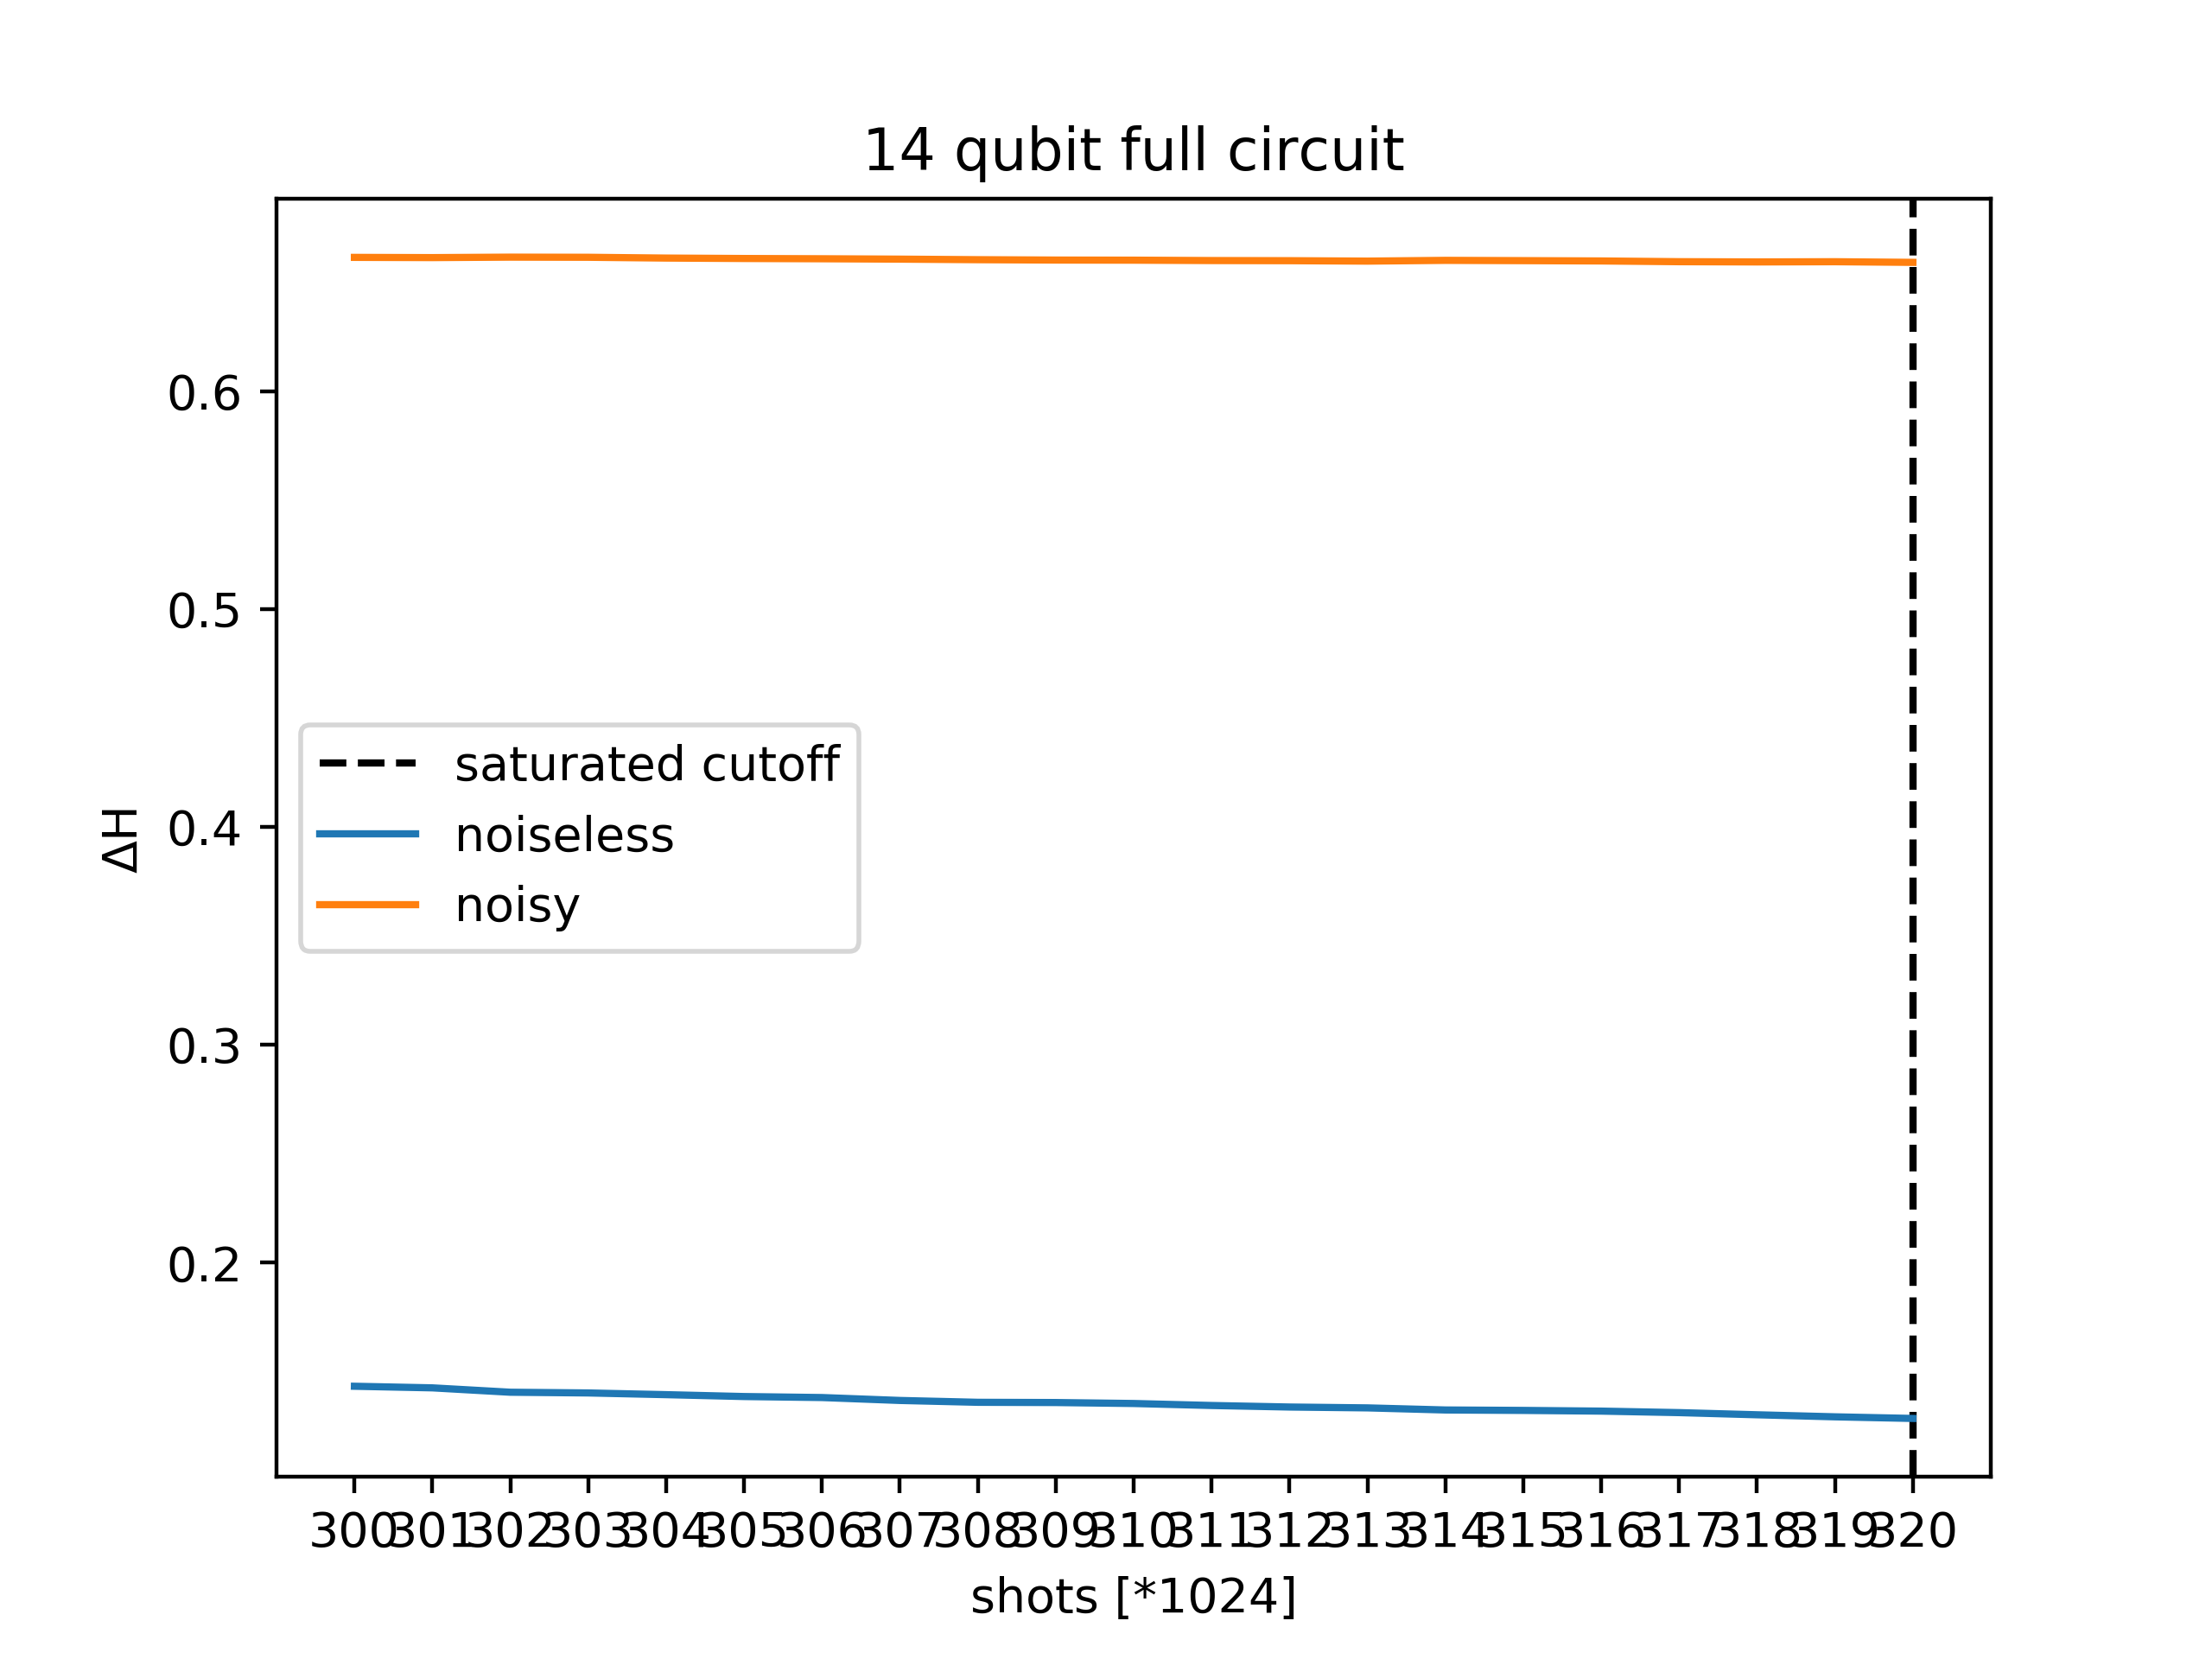 14 qubit full circuit
0.6
0.5
0.4
0.3
0.2
ΔH
saturated cutoff
noiseless
noisy
300 301 302 303 304 305 306 307 308 309 310 311 312 313 314 315 316 317 318 319 320
shots [*1024]